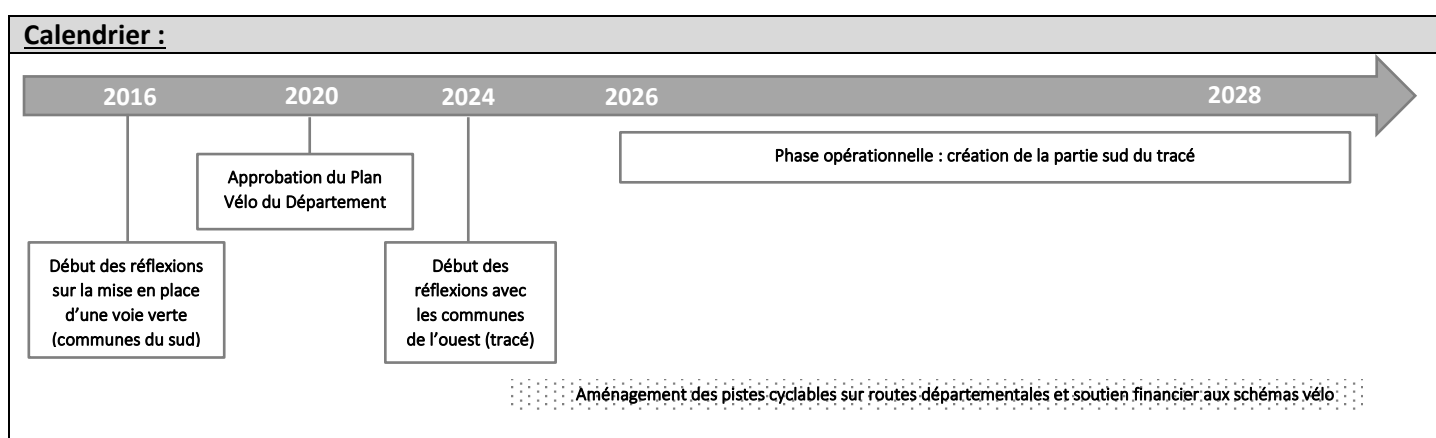 Calendrier :
2016 2020 2024 2026 2028
Phase opérationnelle : création de la partie sud du tracé
Approbation du Plan
Vélo du Département
Début des réflexions
sur la mise en place
d’une voie verte
(communes du sud)
Début des
réflexions avec
les communes
de l’ouest (tracé)
Aménagement des pistes cyclables sur routes départementales et soutien financier aux schémas vélo